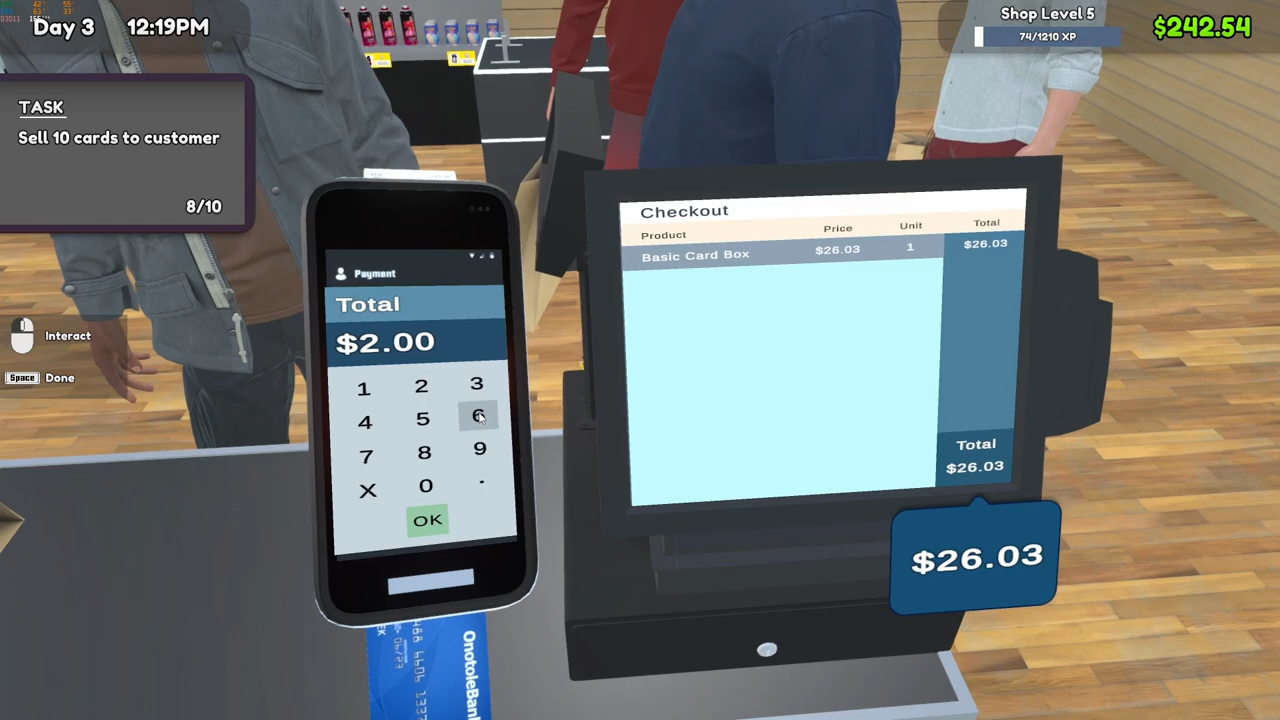 Day 3 12:19PM
Shop Level 5
74/1210 XP
$242.54
TASK
Sell 10 cards to customer
8/10
Interact
Space Done
Payment
Total
$2.00
1 2 3
4 5 6
7 8 9
X 0 .
OK
Checkout
Product Price Unit Total
Basic Card Box $26.03 1 $26.03
Total
$26.03
$26.03
OnotoleBank